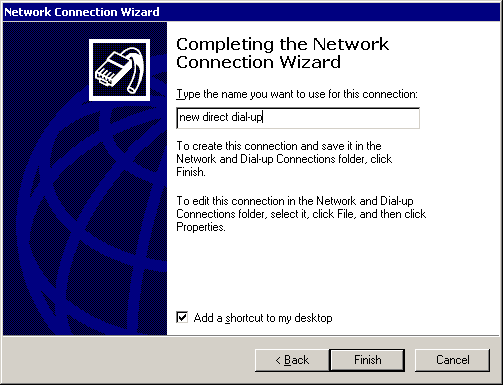 Network Connection Wizard
Completing the Network
Connection Wizard
Type the name you want to use for this connection:
new direct dial-up
To create this connection and save it in the
Network and Dial-up Connections folder, click
Finish.
To edit this connection in the Network and Dial-up
Connections folder, select it, click File, and then click
Properties.
Add a shortcut to my desktop
< Back
Finish
Cancel